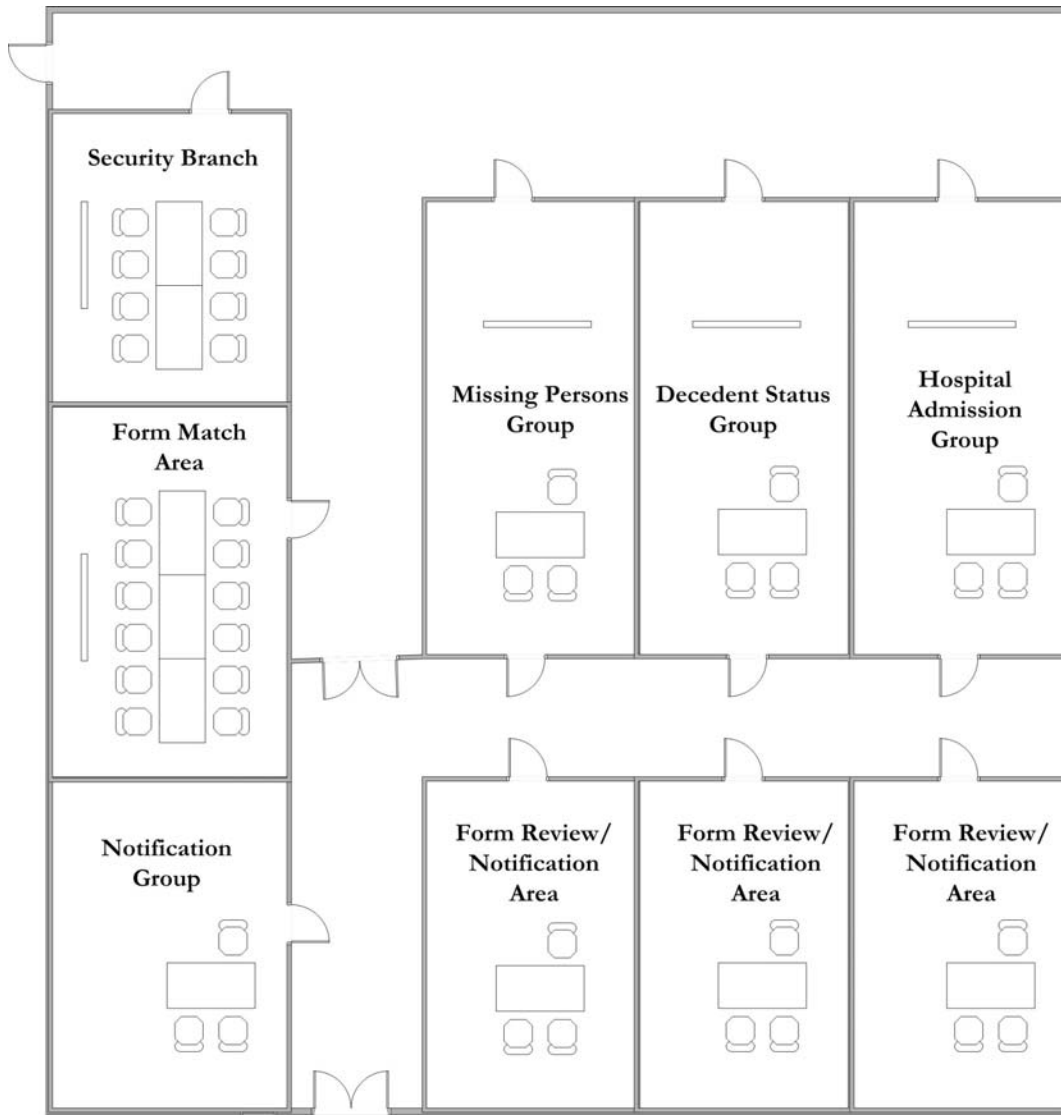 Security Branch
Form Match
Area
Missing Persons
Group
Decedent Status
Group
Hospital
Admission
Group
Notification
Group
Form Review/
Notification
Area
Form Review/
Notification
Area
Form Review/
Notification
Area